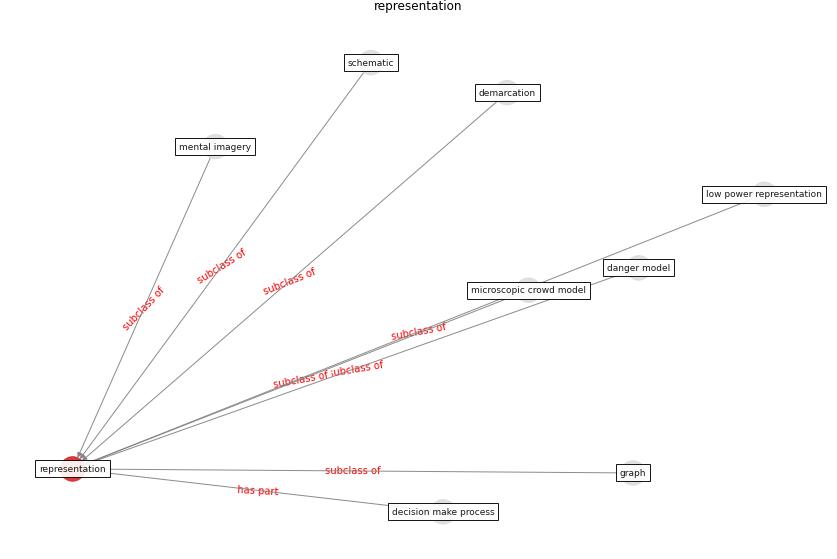 representation
schematic
demarcation
mental imagery
low power representation
subclass of
danger model
subclass of
microscopic crowd model
subclass of
subclass of
subclass of
subclass of
representation
subclass of
graph
has part
decision make process